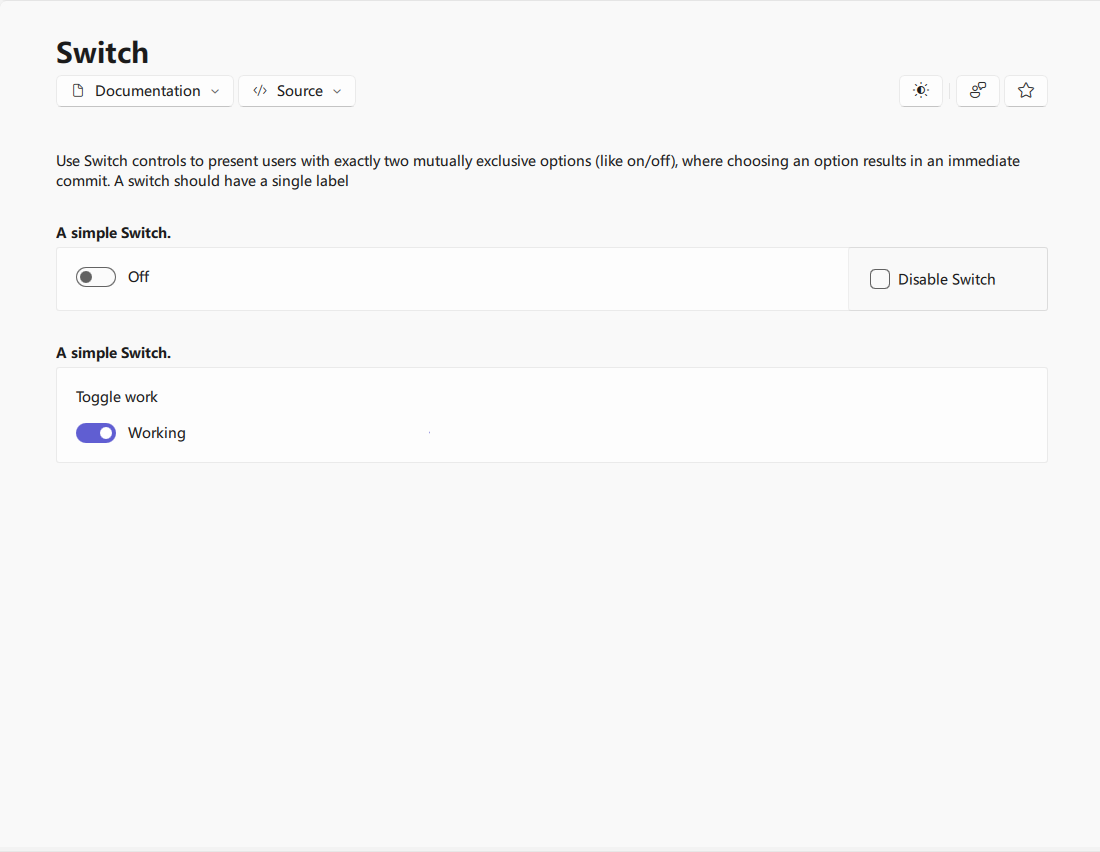 Switch
Documentation
Source
Use Switch controls to present users with exactly two mutually exclusive options (like on/off), where choosing an option results in an immediate
commit. A switch should have a single label
A simple Switch.
Off
Disable Switch
A simple Switch.
Toggle work
Working